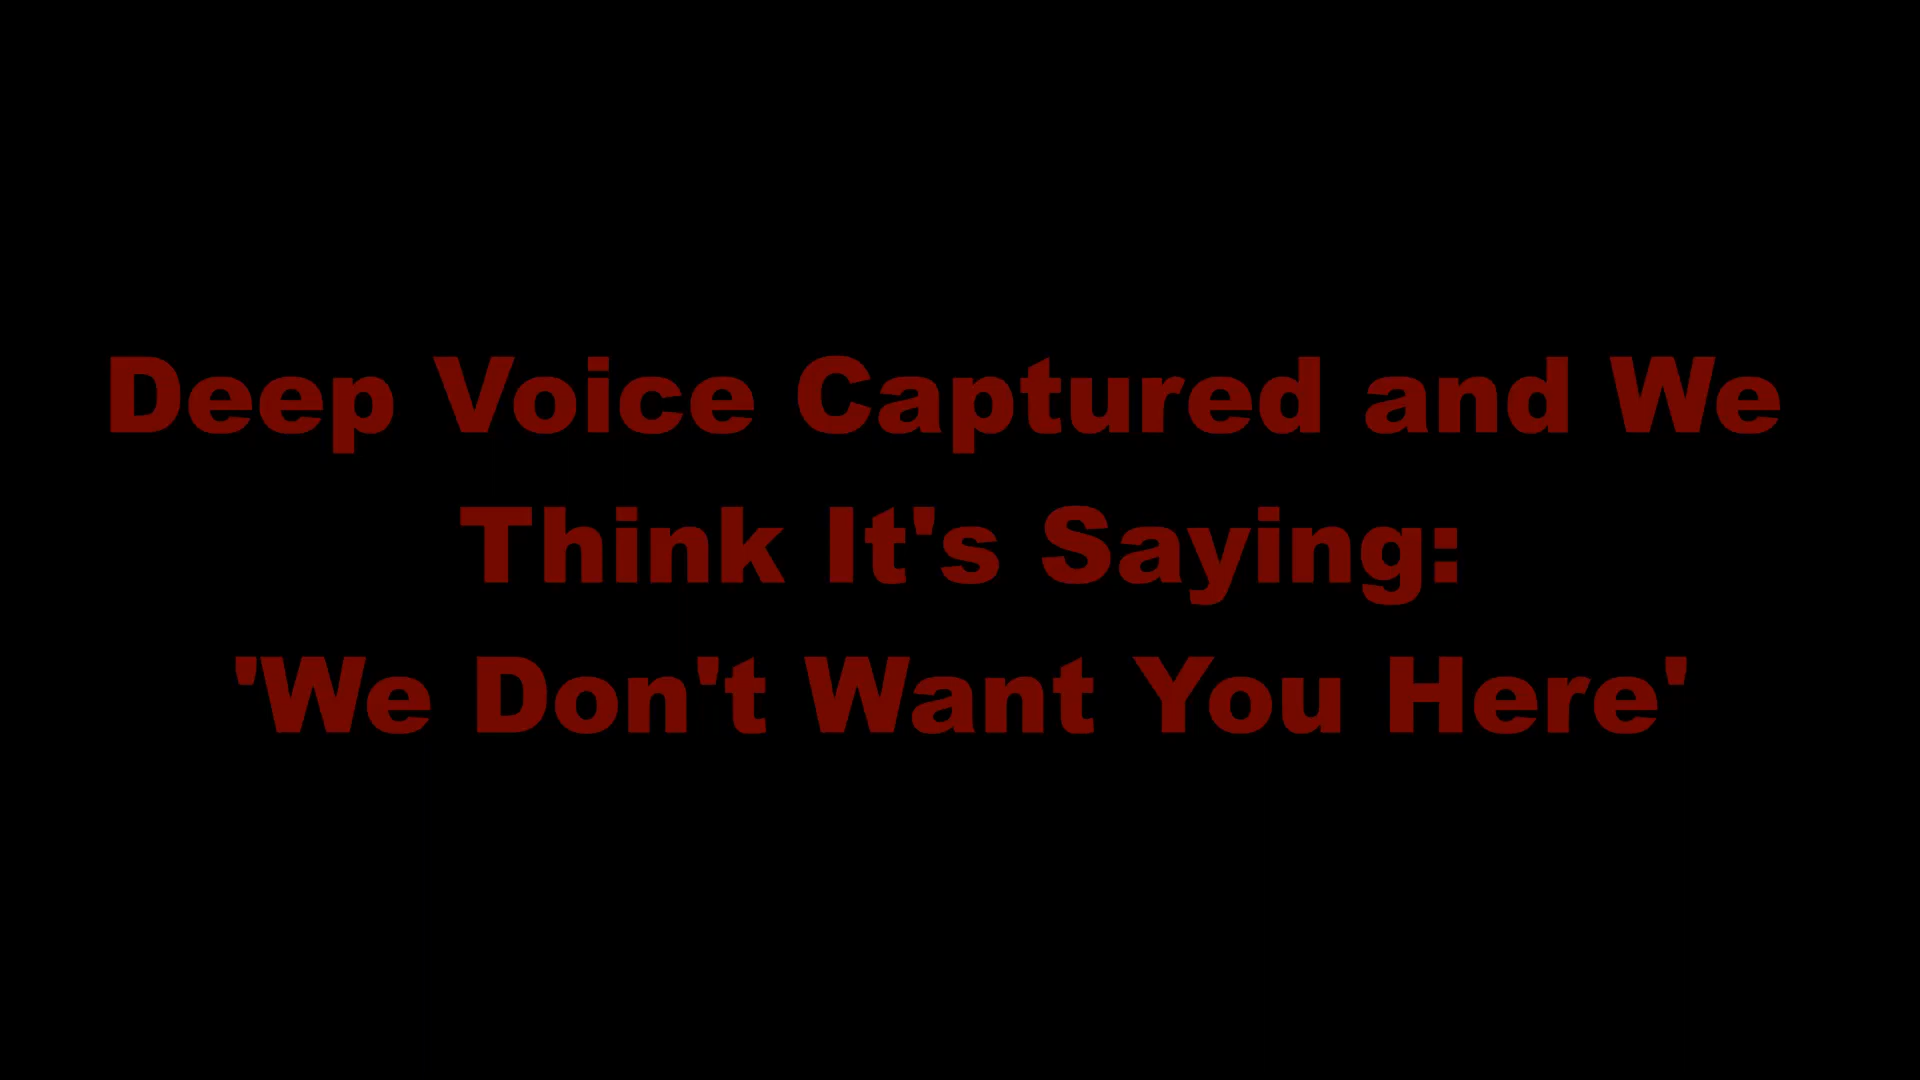 Deep Voice Captured and We
Think It's Saying:
'We Don't Want You Here'